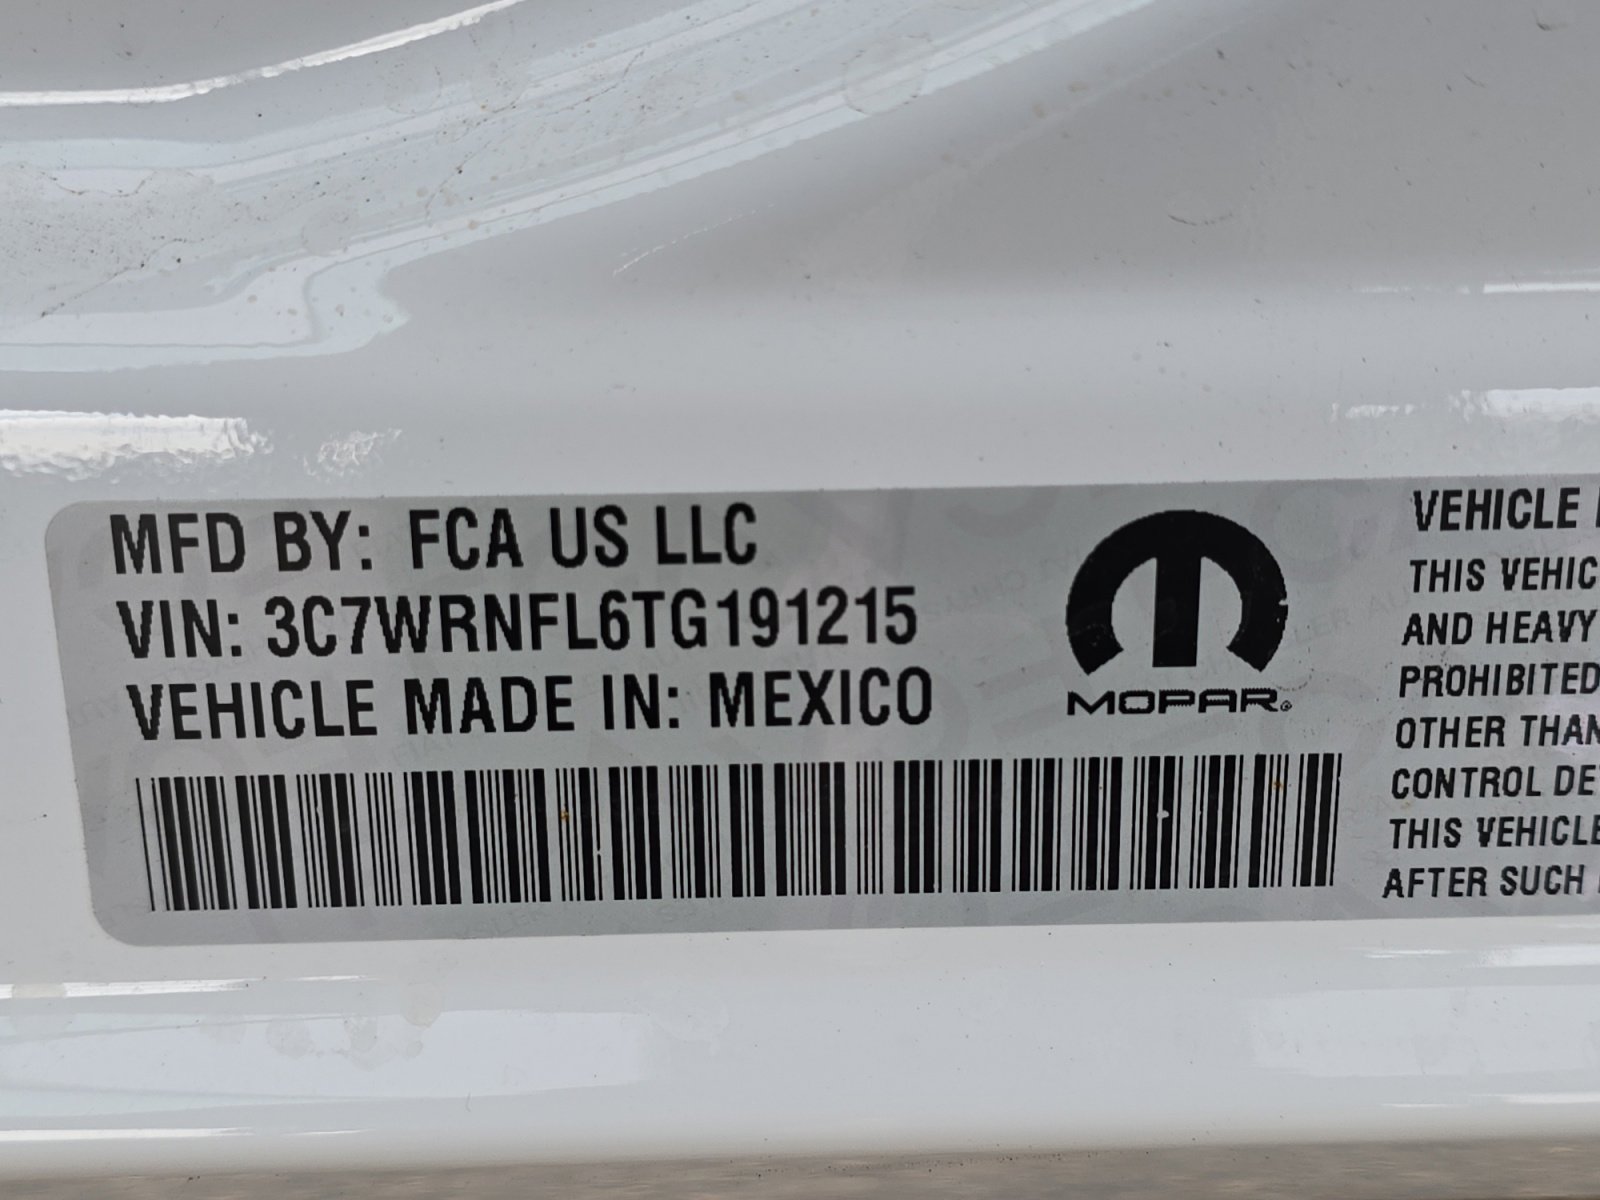 MFD BY: FCA US LLC
VIN: 3C7WRNFL6TG191215
VEHICLE MADE IN: MEXICO
MOPAR®
VEHICLE
THIS VEHIC
AND HEAVY
PROHIBITED
OTHER THAN
CONTROL DE
THIS VEHICLE
AFTER SUCH